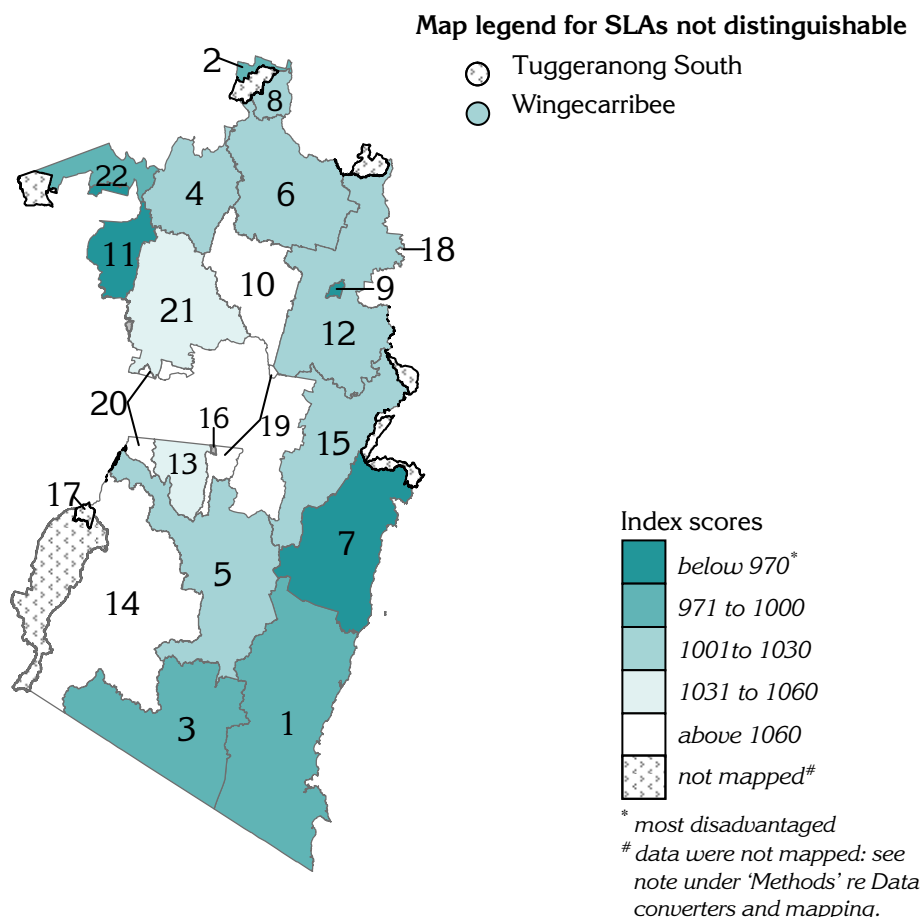 Map legend for SLAs not distinguishable
Tuggeranong South
Wingecarribee
2
8
22
4
6
11
18
10
9
21
12
20
16
19
13
15
17
7
5
14
3
1
Index scores
below 970*
971 to 1000
1001to 1030
1031 to 1060
above 1060
not mapped#
* most disadvantaged
# data were not mapped: see
note under ‘Methods’ re Data
converters and mapping.